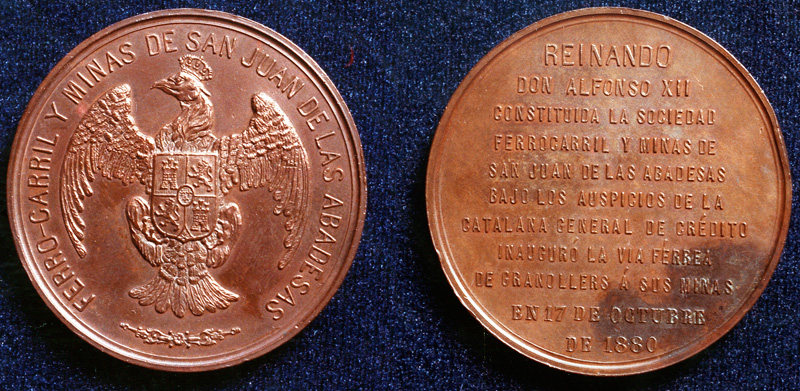 FERRO-CARRIL Y MINAS DE SAN JUAN DE LAS ABADESAS
REINANDO
DON ALFONSO XII
CONSTITUIDA LA SOCIEDAD
FERROCARRIL Y MINAS DE
SAN JUAN DE LAS ABADESAS
BAJO LOS AUSPICIOS DE LA
CATALANA GENERAL DE CRÉDITO
INAUGURÓ LA VIA FÉRREA
DE GRANOLLERS Á SUS MINAS
EN 17 DE OCTUBRE
DE 1880